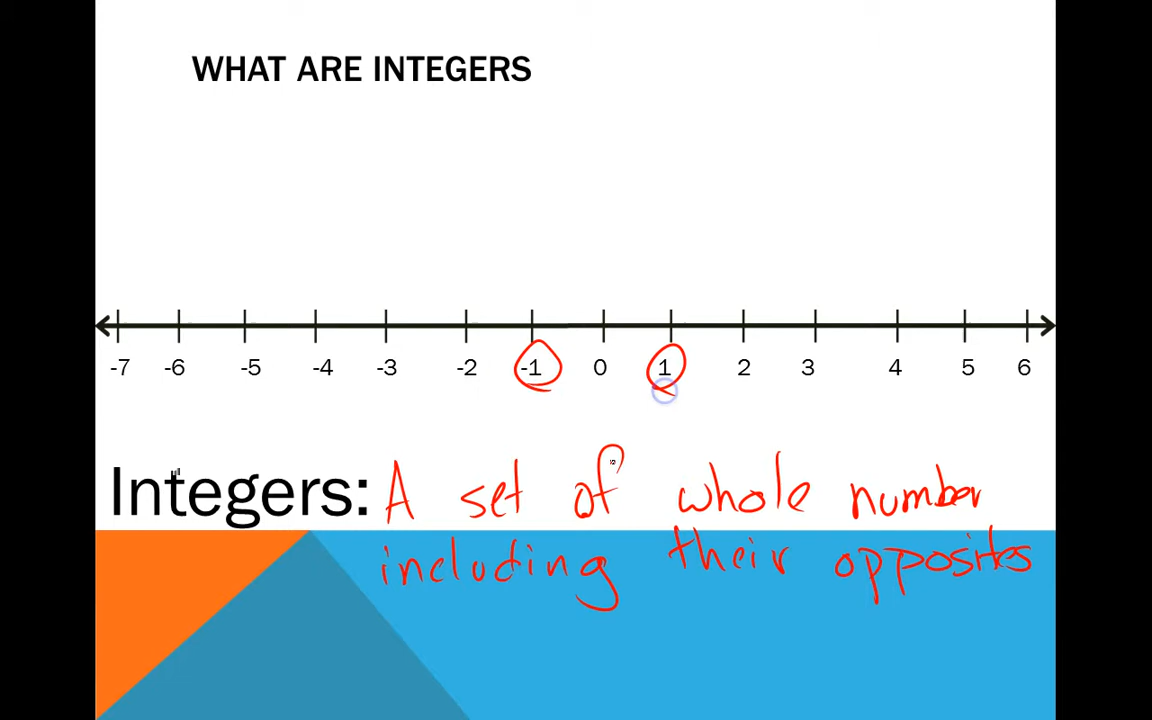 WHAT ARE INTEGERS
-7 -6 -5 -4 -3 -2 -1 0 1 2 3 4 5 6
Integers: A set of whole number
including their opposites